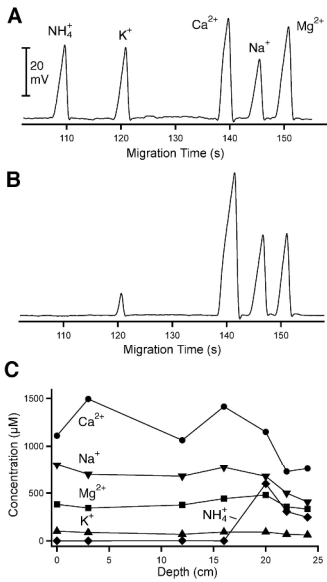 A
NH₄⁺
K⁺
Ca²⁺
Na⁺
Mg²⁺
20
mV
110 120 130 140 150
Migration Time (s)
B
110 120 130 140 150
Migration Time (s)
C
1500
1000
500
0
Concentration (µM)
Ca²⁺
Na⁺
Mg²⁺
K⁺
NH₄⁺
0 5 10 15 20 25
Depth (cm)